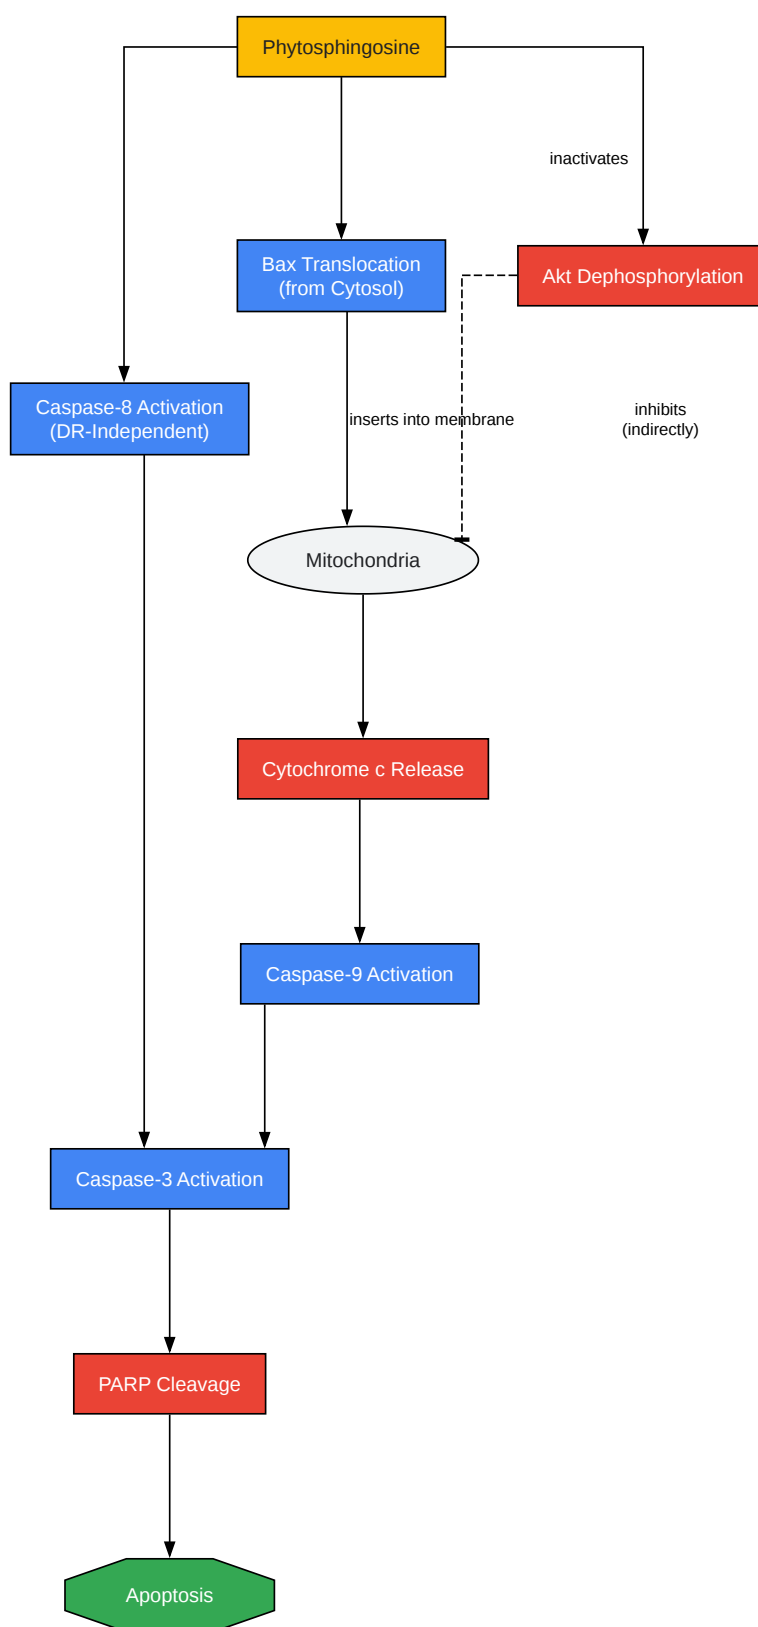 Phytosphingosine
inactivates
Bax Translocation
(from Cytosol)
Akt Dephosphorylation
Caspase-8 Activation
(DR-Independent)
inserts into membrane
inhibits
(indirectly)
Mitochondria
Cytochrome c Release
Caspase-9 Activation
Caspase-3 Activation
PARP Cleavage
Apoptosis